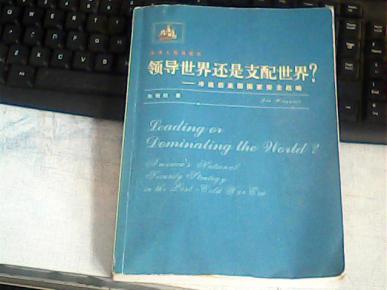 领导世界还是支配世界?
——冷战后美国国家安全战略
著
Leading or
Dominating the World?
America's National
Security Strategy
in the Post-Cold War Era